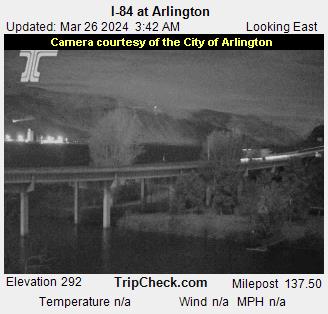 I-84 at Arlington
Updated: Mar 26 2024 3:42 AM Looking East
Camera courtesy of the City of Arlington
Elevation 292 TripCheck.com Milepost 137.50
Temperature n/a Wind n/a MPH n/a